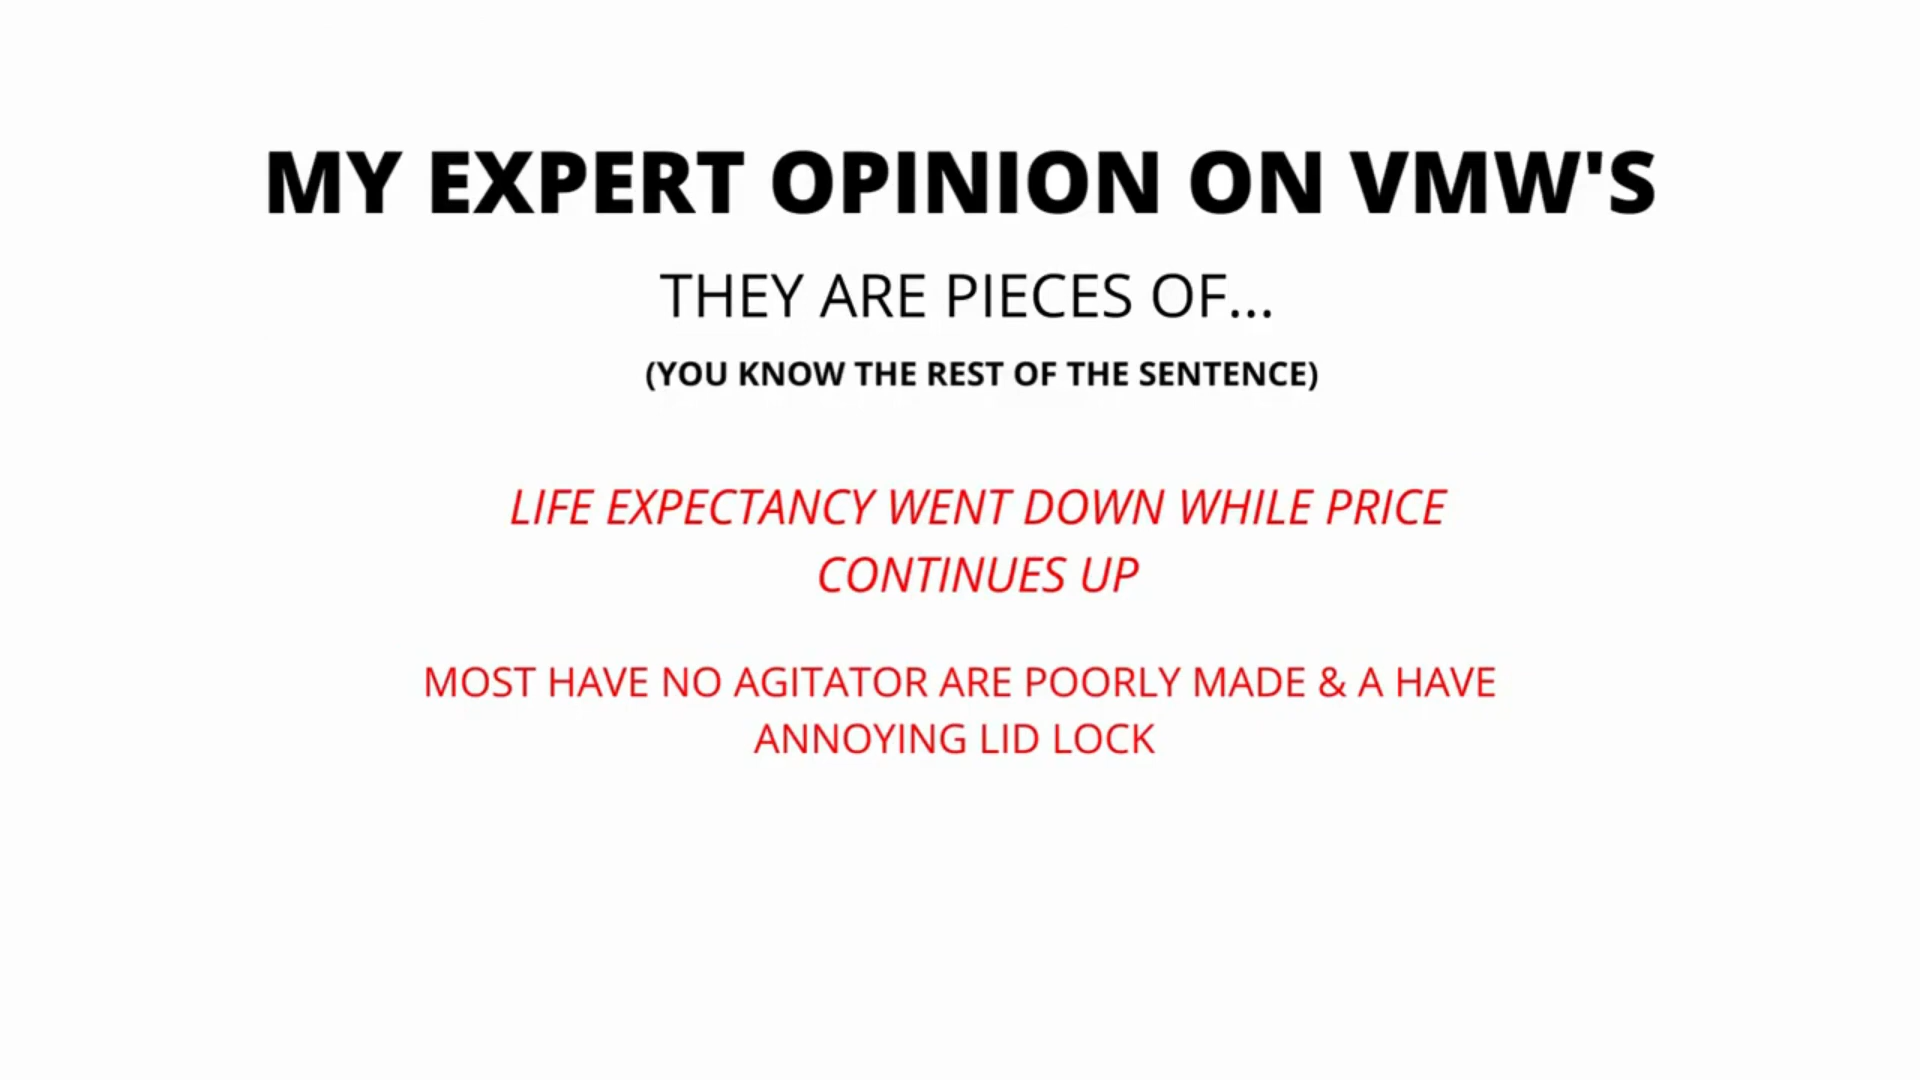 MY EXPERT OPINION ON VMW'S
THEY ARE PIECES OF...
(YOU KNOW THE REST OF THE SENTENCE)
LIFE EXPECTANCY WENT DOWN WHILE PRICE
CONTINUES UP
MOST HAVE NO AGITATOR ARE POORLY MADE & A HAVE
ANNOYING LID LOCK